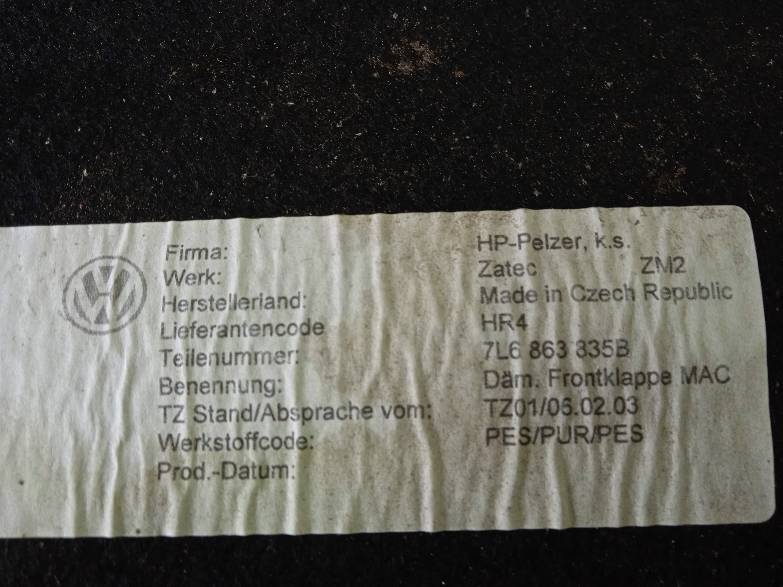 Firma: HP-Pelzer, k.s.
Werk: Zatec ZM2
Herstellerland: Made in Czech Republic
Lieferantencode HR4
Teilenummer: 7L6 863 835B
Benennung: Däm. Frontklappe MAC
TZ Stand/Absprache vom: TZ01/06.02.03
Werkstoffcode: PES/PUR/PES
Prod.-Datum: